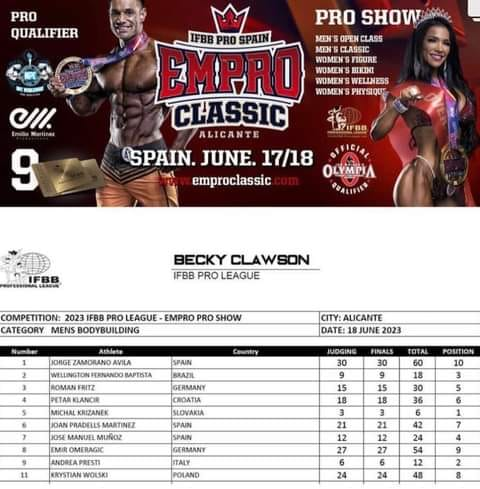 PRO
QUALIFIER
Emilio Martinez
9
IFBB PRO SPAIN
EMPRO
CLASSIC
ALICANTE
SPAIN. JUNE. 17/18
www.emproclassic.com
PRO SHOW
MEN'S OPEN CLASS
MEN'S CLASSIC
WOMEN'S FIGURE
WOMEN'S BIKINI
WOMEN'S WELLNESS
WOMEN'S PHYSIQUE
IFBB
OFFICIAL
OLYMPIA
QUALIFIER
IFBB
PROFESSIONAL LEAGUE
BECKY CLAWSON
IFBB PRO LEAGUE
COMPETITION: 2023 IFBB PRO LEAGUE - EMPRO PRO SHOW CITY: ALICANTE
CATEGORY MENS BODYBUILDING DATE: 18 JUNE 2023
Number Athlete Country JUDGING FINALS TOTAL POSITION
1 JORGE ZAMORANO AVILA SPAIN 30 30 60 10
2 WELLINGTON FERNANDO BAPTISTA BRAZIL 9 9 18 3
3 ROMAN FRITZ GERMANY 15 15 30 5
4 PETAR KLANCIR CROATIA 18 18 36 6
5 MICHAL KRIZANEK SLOVAKIA 3 3 6 1
6 JOAN PRADELLS MARTINEZ SPAIN 21 21 42 7
7 JOSE MANUEL MUÑOZ SPAIN 12 12 24 4
8 EMIR OMERAGIC GERMANY 27 27 54 9
9 ANDREA PRESTI ITALY 6 6 12 2
11 KRYSTIAN WOLSKI POLAND 24 24 48 8